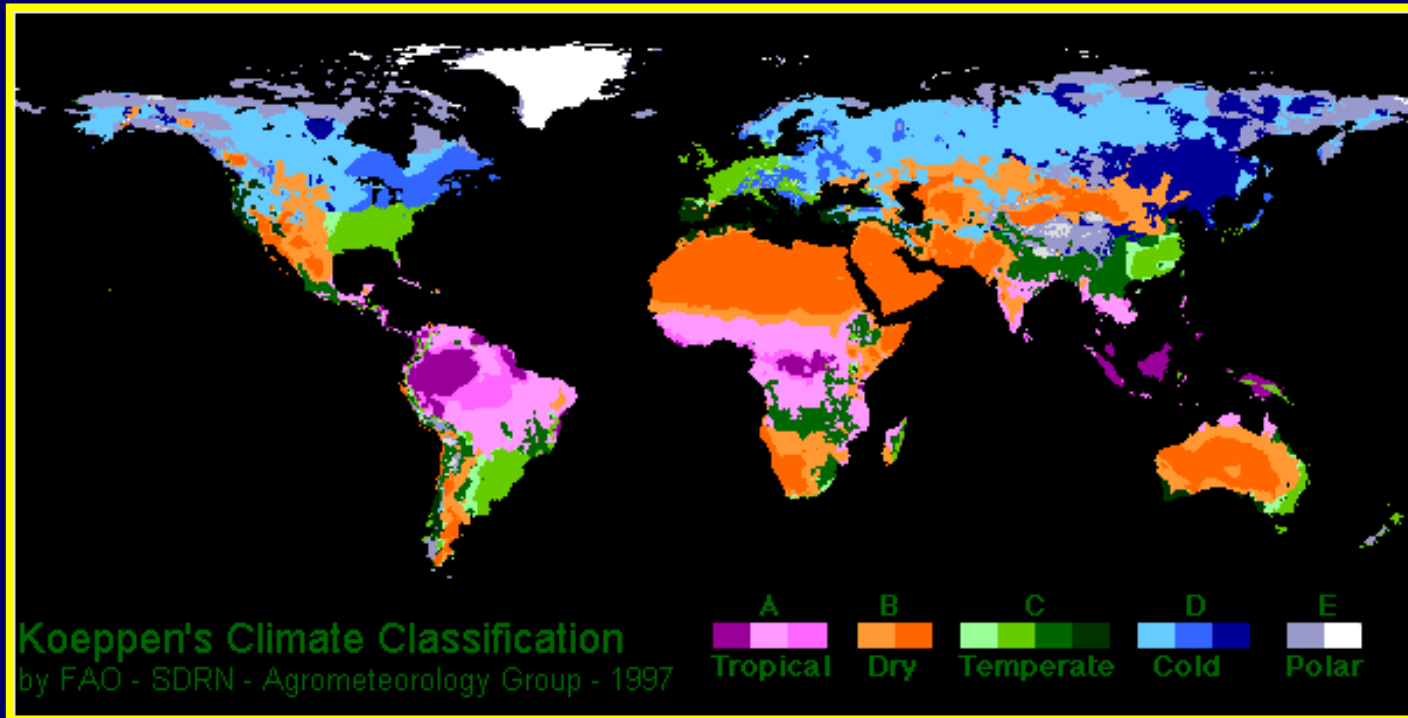 Koeppen's Climate Classification
by FAO - SDRN - Agrometeorology Group - 1997
A B C D E
Tropical Dry Temperate Cold Polar